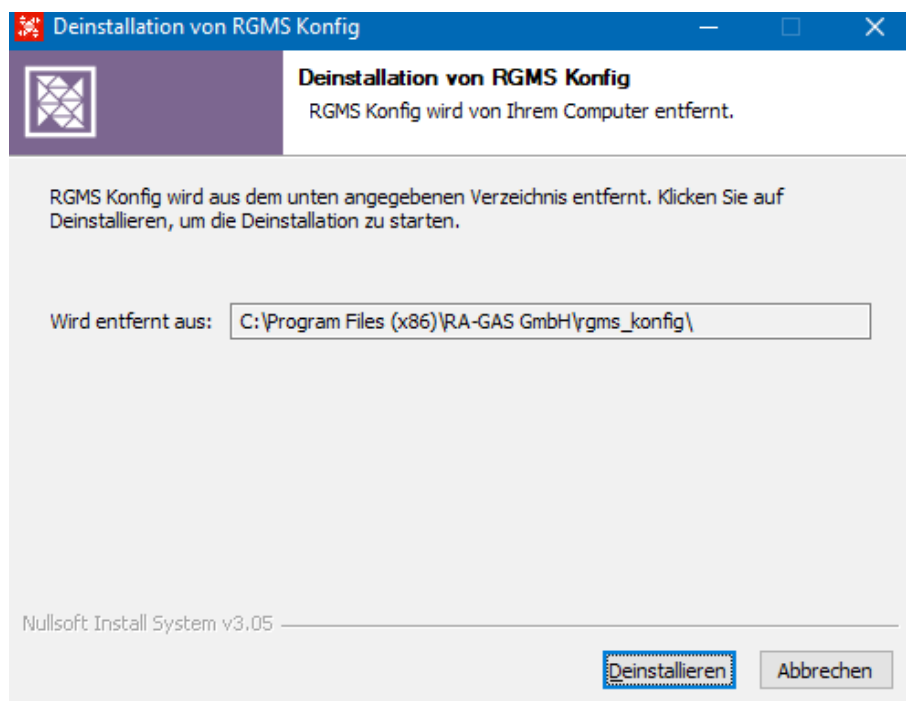 Deinstallation von RGMS Konfig
Deinstallation von RGMS Konfig
RGMS Konfig wird von Ihrem Computer entfernt.
RGMS Konfig wird aus dem unten angegebenen Verzeichnis entfernt. Klicken Sie auf
Deinstallieren, um die Deinstallation zu starten.
Wird entfernt aus: C:\Program Files (x86)\RA-GAS GmbH\rgms_konfig\
Nullsoft Install System v3.05
Deinstallieren Abbrechen